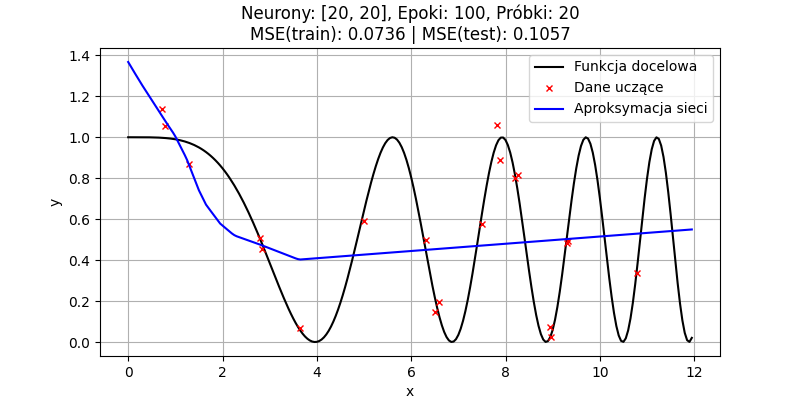 Neurony: [20, 20], Epoki: 100, Próbki: 20
MSE(train): 0.0736 | MSE(test): 0.1057
Funkcja docelowa
Dane uczące
Aproksymacja sieci
y
1.4
1.2
1.0
0.8
0.6
0.4
0.2
0.0
0 2 4 6 8 10 12
x